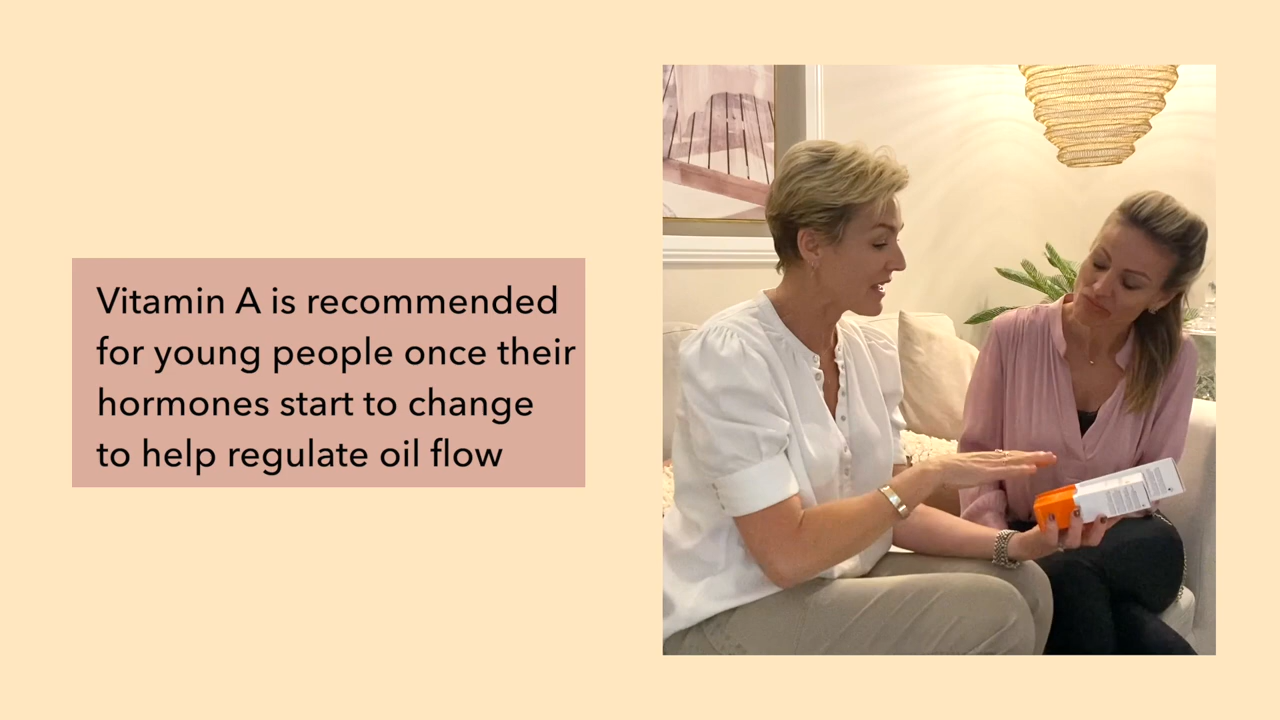 Vitamin A is recommended
for young people once their
hormones start to change
to help regulate oil flow